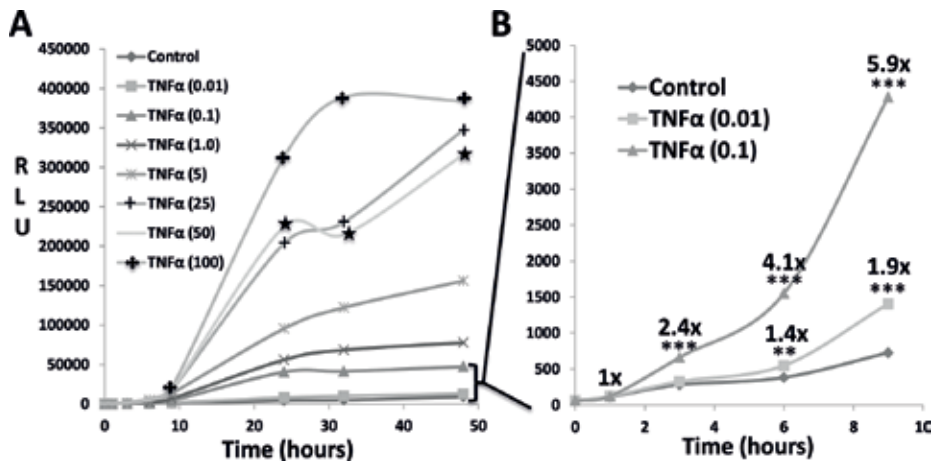 A
450000
400000
350000
300000
250000
200000
150000
100000
50000
0
R
L
U
Control
TNFα (0.01)
TNFα (0.1)
TNFα (1.0)
TNFα (5)
TNFα (25)
TNFα (50)
TNFα (100)
0 10 20 30 40 50
Time (hours)
B
5000
4500
4000
3500
3000
2500
2000
1500
1000
500
0
Control
TNFα (0.01)
TNFα (0.1)
5.9x
***
4.1x
***
1.9x
***
2.4x
***
1.4x
**
1x
0 2 4 6 8 10
Time (hours)